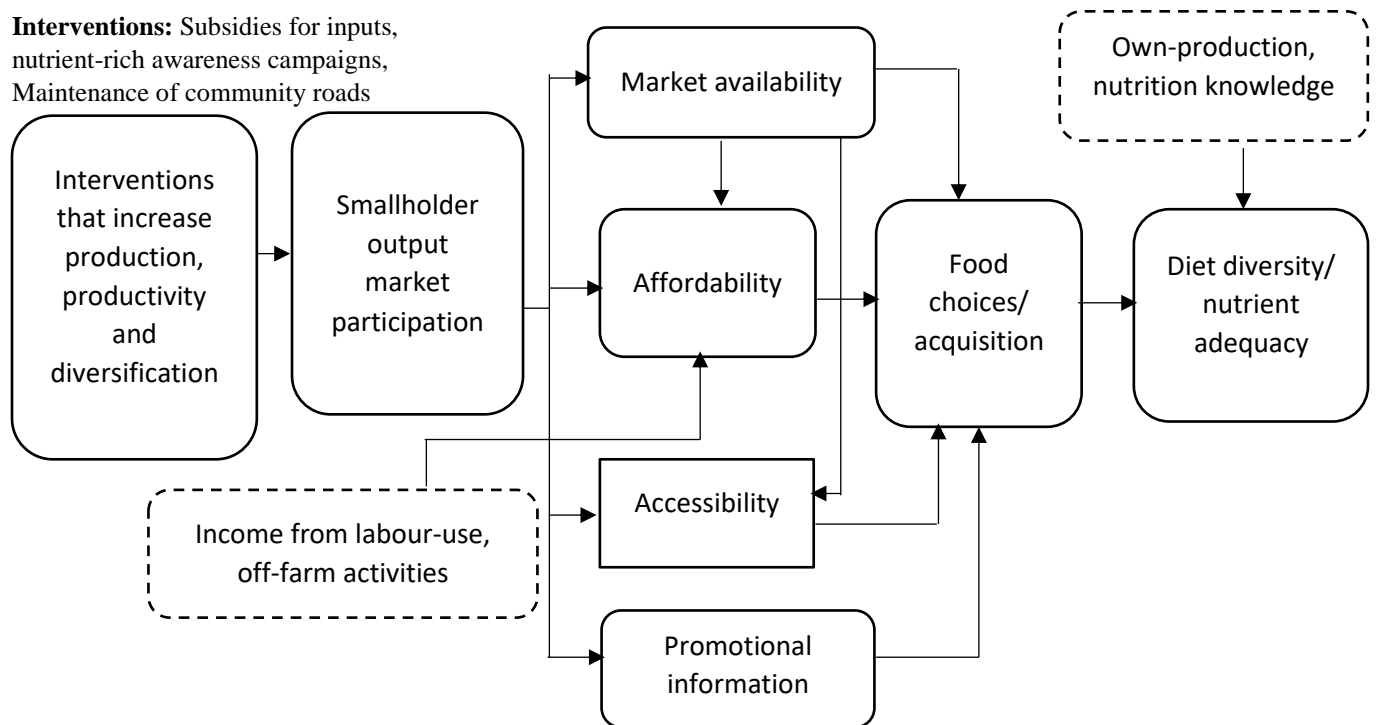 Interventions: Subsidies for inputs,
nutrient-rich awareness campaigns,
Maintenance of community roads
Interventions
that increase
production,
productivity
and
diversification
Smallholder
output
market
participation
Market availability
Affordability
Accessibility
Promotional
information
Income from labour-use,
off-farm activities
Food
choices/
acquisition
Own-production,
nutrition knowledge
Diet diversity/
nutrient
adequacy